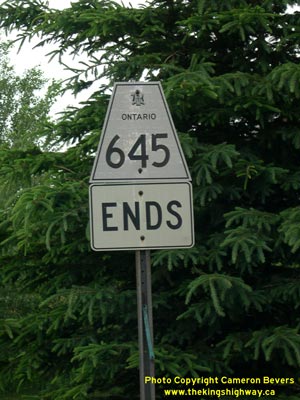 ONTARIO
645
ENDS
Photo Copyright Cameron Bevers
www.thekingshighway.ca